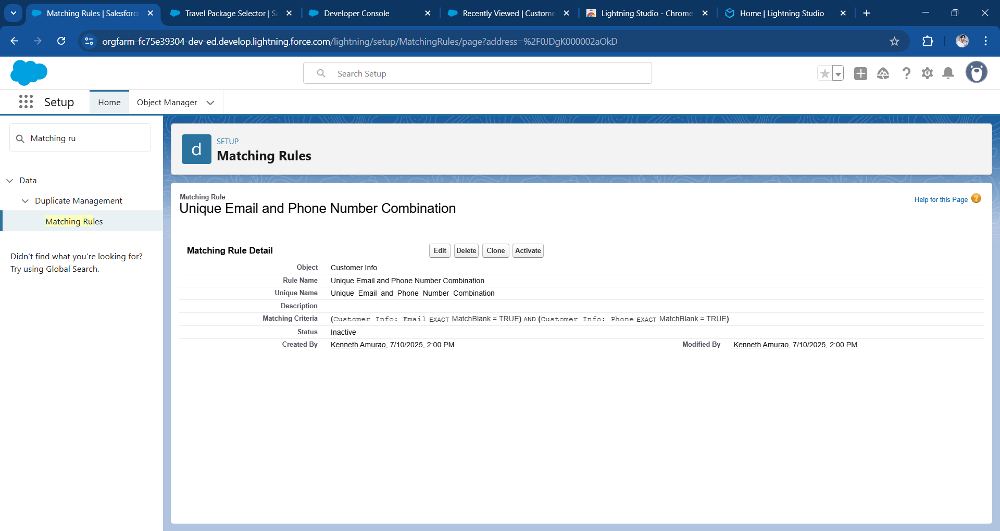 Matching Rules | Salesforce
Travel Package Selector | Sa
Developer Console
Recently Viewed | Custome
Lightning Studio - Chrome
Home | Lightning Studio
orgfarm-fc75e39304-dev-ed.develop.lightning.force.com/lightning/setup/MatchingRules/page?address=%2F0JDgK000002aOkD
Search Setup
Setup
Home
Object Manager
Matching ru
Data
Duplicate Management
Matching Rules
Didn't find what you're looking for?
Try using Global Search.
d
SETUP
Matching Rules
Matching Rule
Unique Email and Phone Number Combination
Help for this Page ?
Matching Rule Detail
Edit Delete Clone Activate
Object Customer Info
Rule Name Unique Email and Phone Number Combination
Unique Name Unique_Email_and_Phone_Number_Combination
Description
Matching Criteria (Customer Info: Email EXACT MatchBlank = TRUE) AND (Customer Info: Phone EXACT MatchBlank = TRUE)
Status Inactive
Created By Kenneth Amurao, 7/10/2025, 2:00 PM Modified By Kenneth Amurao, 7/10/2025, 2:00 PM